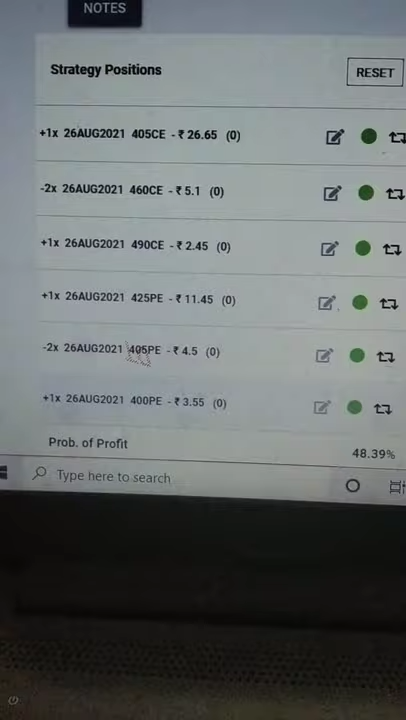 NOTES
Strategy Positions
RESET
+1x 26AUG2021 405CE - ₹ 26.65 (0)
-2x 26AUG2021 460CE - ₹ 5.1 (0)
+1x 26AUG2021 490CE - ₹ 2.45 (0)
+1x 26AUG2021 425PE - ₹ 11.45 (0)
-2x 26AUG2021 405PE - ₹ 4.5 (0)
+1x 26AUG2021 400PE - ₹ 3.55 (0)
Prob. of Profit
48.39%
Type here to search